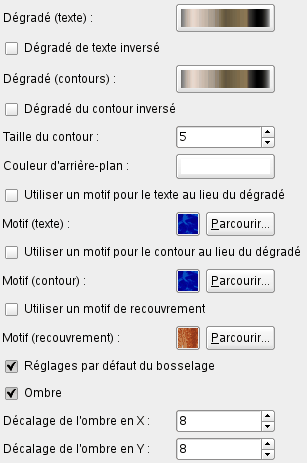 Dégradé (texte) :
Dégradé de texte inversé
Dégradé (contours) :
Dégradé du contour inversé
Taille du contour : 5
Couleur d'arrière-plan :
Utiliser un motif pour le texte au lieu du dégradé
Motif (texte) : Parcourir...
Utiliser un motif pour le contour au lieu du dégradé
Motif (contour) : Parcourir...
Utiliser un motif de recouvrement
Motif (recouvrement) : Parcourir...
Réglages par défaut du bosselage
Ombre
Décalage de l'ombre en X : 8
Décalage de l'ombre en Y : 8